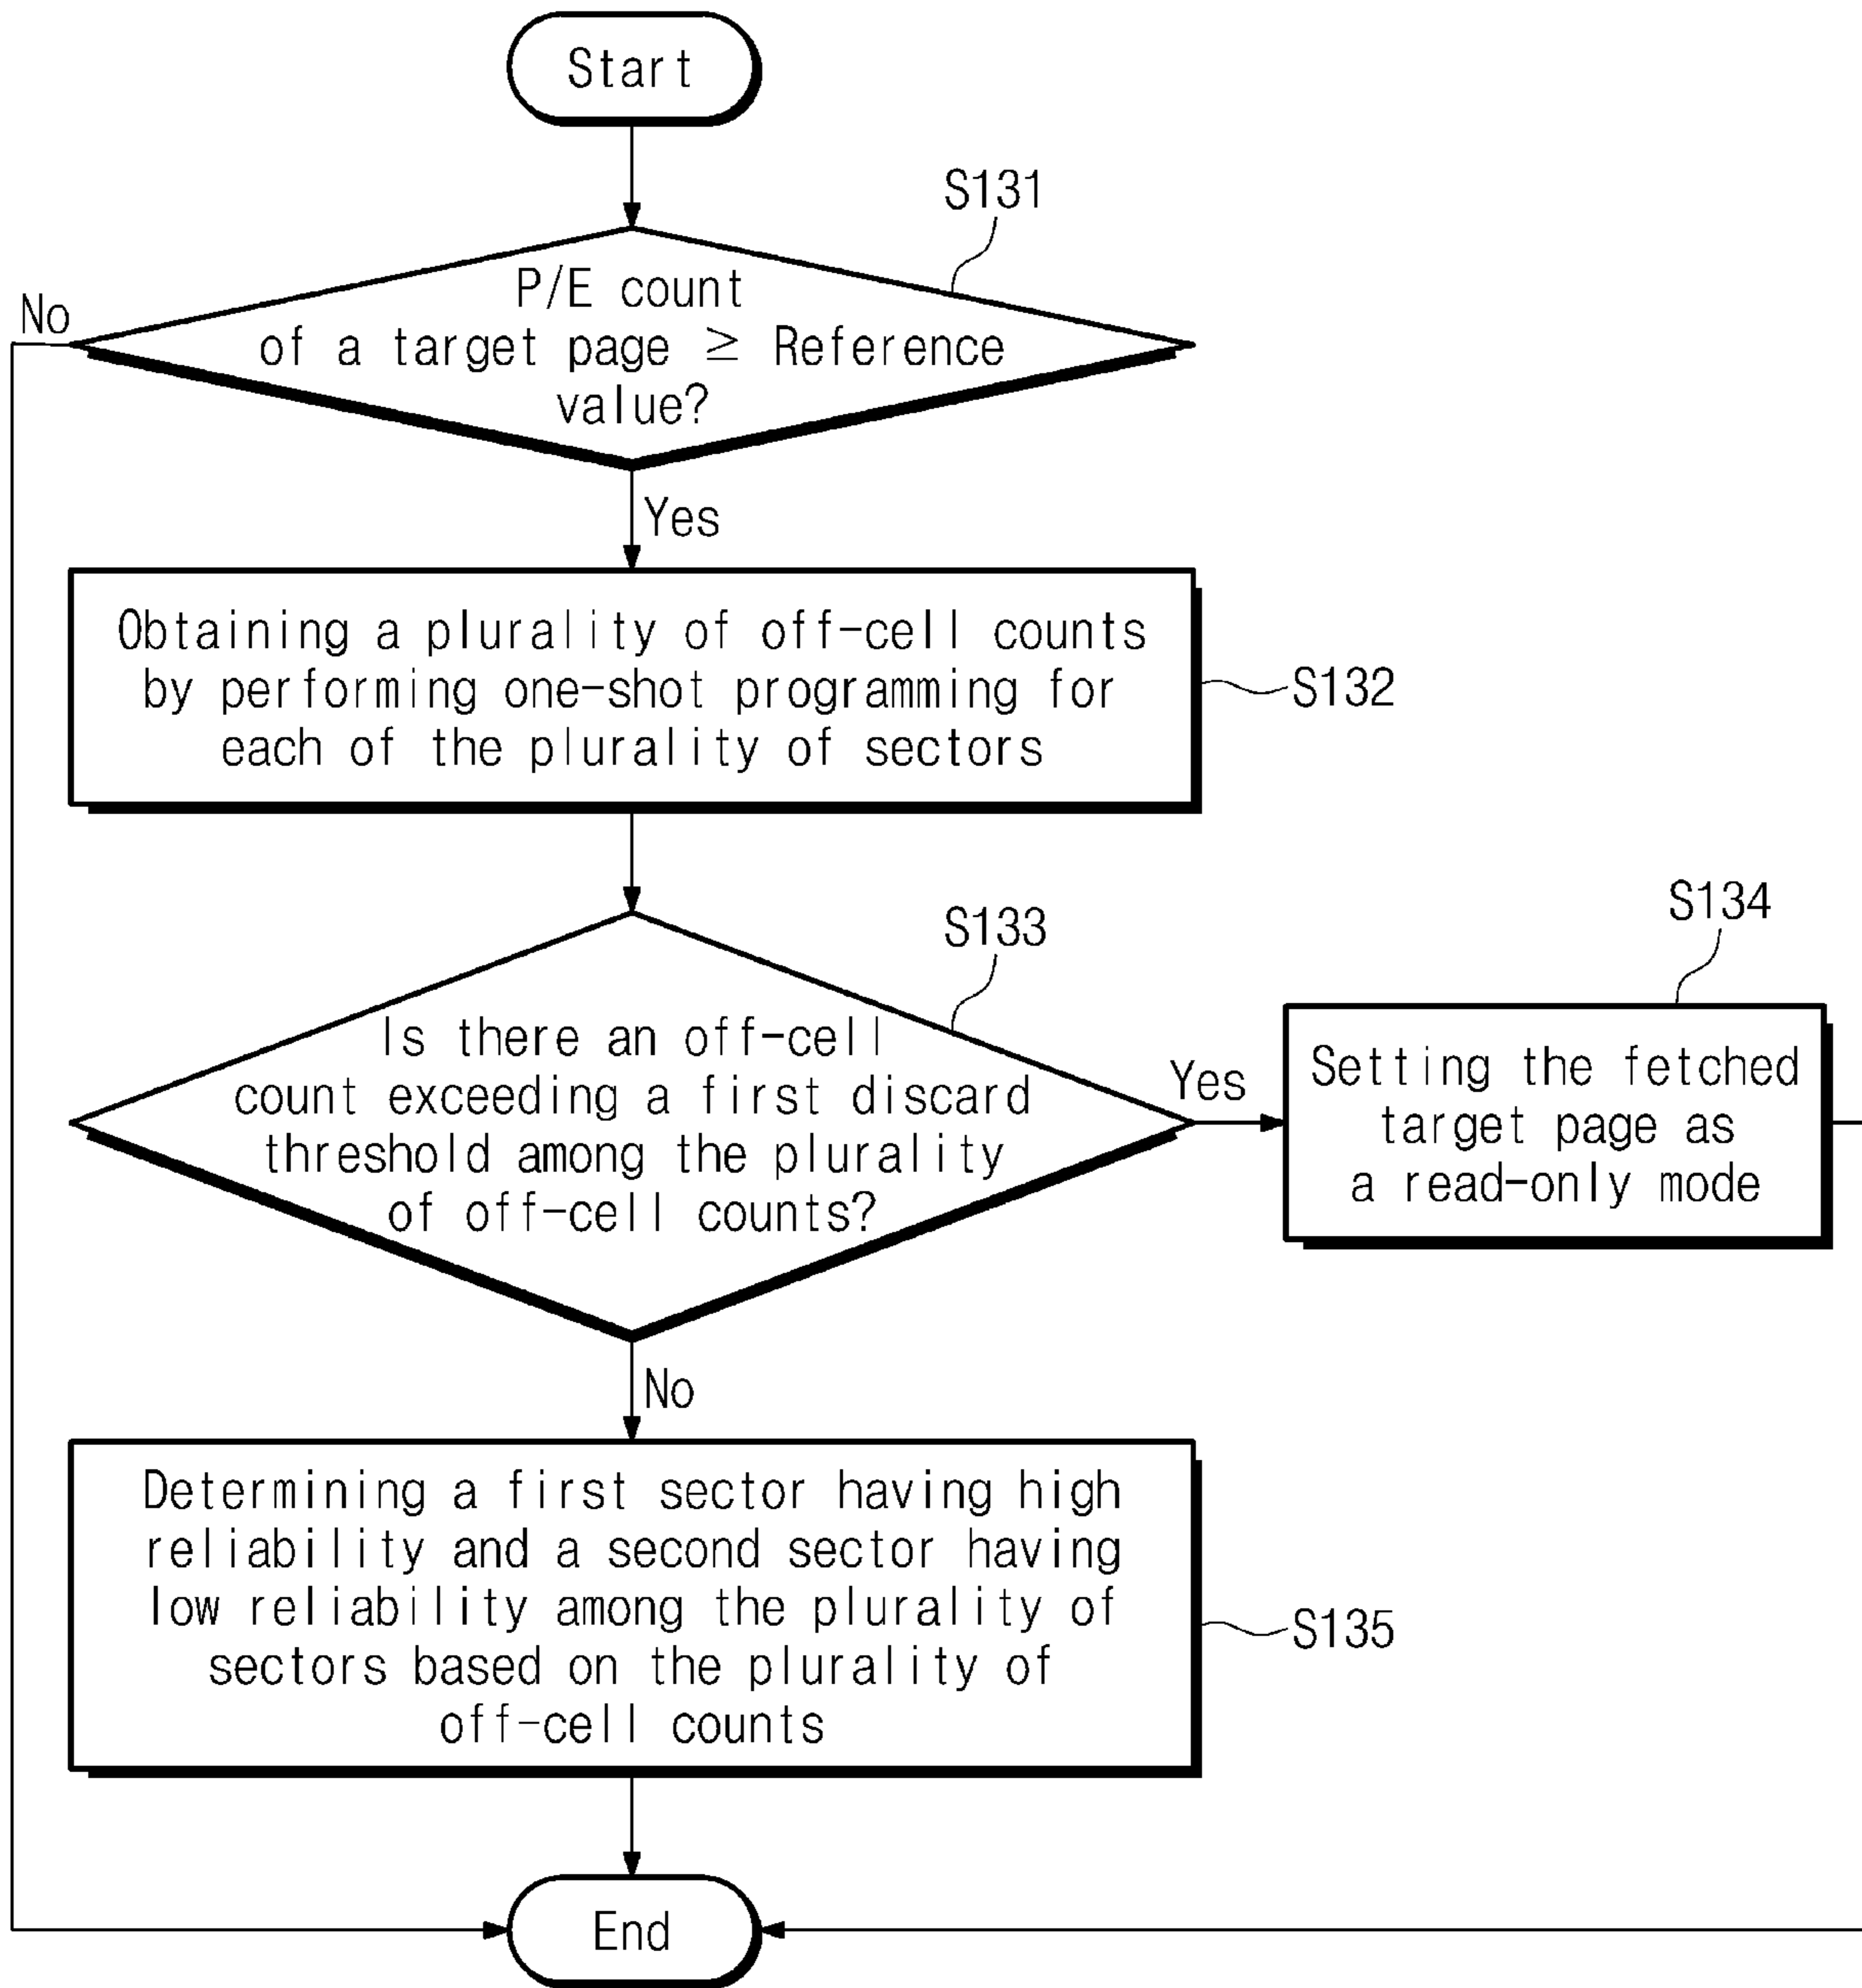 Start
S131
P/E count
of a target page ≥ Reference
value?
No
Yes
Obtaining a plurality of off-cell counts
by performing one-shot programming for
each of the plurality of sectors
S132
S133
Is there an off-cell
count exceeding a first discard
threshold among the plurality
of off-cell counts?
Yes
S134
Setting the fetched
target page as
a read-only mode
No
Determining a first sector having high
reliability and a second sector having
low reliability among the plurality of
sectors based on the plurality of
off-cell counts
S135
End